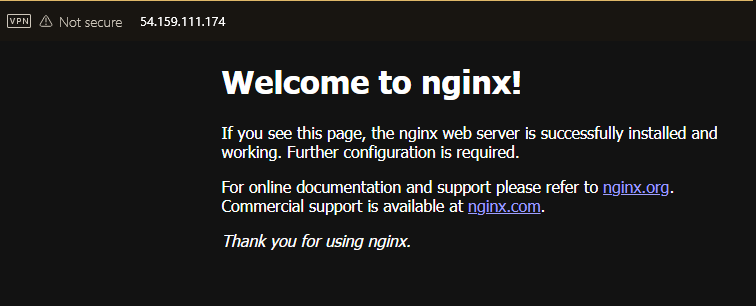 VPN Not secure 54.159.111.174
Welcome to nginx!
If you see this page, the nginx web server is successfully installed and
working. Further configuration is required.
For online documentation and support please refer to nginx.org.
Commercial support is available at nginx.com.
Thank you for using nginx.